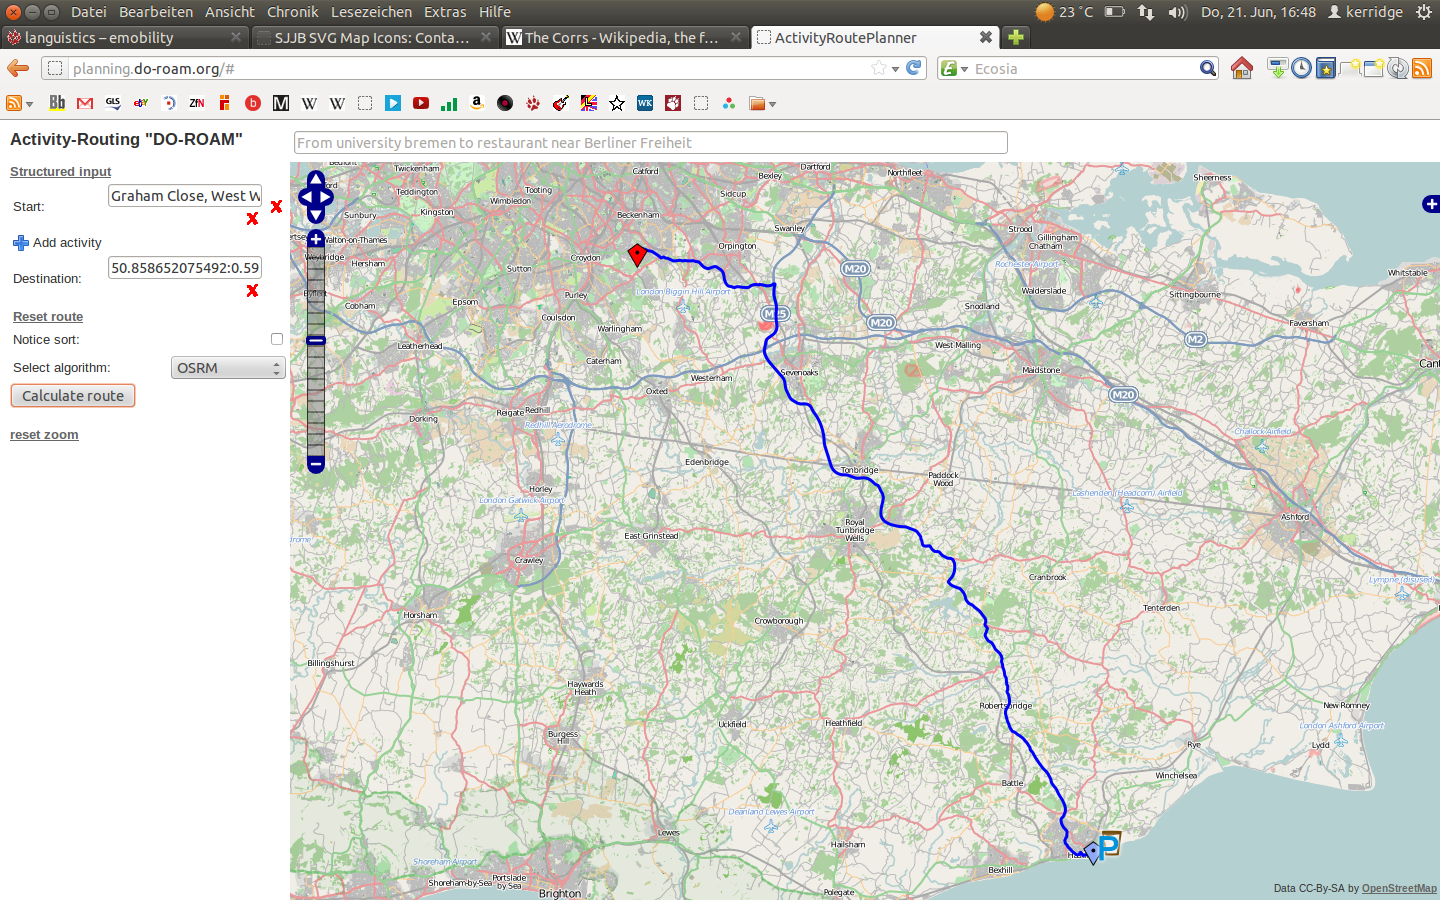 Datei Bearbeiten Ansicht Chronik Lesezeichen Extras Hilfe 23 °C Do, 21. Jun, 16:48 kerridge
languistics – emobility SJJB SVG Map Icons: Conta... The Corrs - Wikipedia, the f... ActivityRoutePlanner
planning.do-roam.org/# Ecosia
Bb GLS ebY ZfN b M W W a WK
Activity-Routing "DO-ROAM"
From university bremen to restaurant near Berliner Freiheit
Structured input
Start: Graham Close, West W
Add activity
Destination: 50.858652075492:0.59
Reset route
Notice sort:
Select algorithm: OSRM
Calculate route
reset zoom
Twickenham Catford Bexley Dartford Northfleet
Teddington Tooting Sidcup Sheerness
Wimbledon
Sunbury Kingston Beckenham Swanley Strood
Walton-on-Thames Gillingham
Chatham
Weybridge Hersham Croydon Orpington Rochester Airport
Sutton M20 Whitstable
London Biggin Hill Airport Walderslade
Cobham Epsom Purley Snodland Sittingbourne
Coulsdon Warlingham M20 Faversham
Leatherhead Caterham West Malling M2
Westerham Sevenoaks Maidstone
Oxted M20
Dorking Reigate Redhill
Redhill Aerodrome Challock Airfield
Edenbridge Tonbridge Paddock
Wood
Horley
London Gatwick Airport Lashenden (Headcorn) Airfield
Royal
Tunbridge
Wells
Ashford
East Grinstead
Crawley
Cranbrook Lympne (disused)
Horsham Tenterden
Crowborough
Billingshurst
Haywards
Heath
Robertsbridge New Romney
Uckfield Heathfield London Ashford Airport
Burgess
Rye Lydd
Battle Winchelsea
Deanland Lewes Airport
Lewes Hailsham P
Shoreham Airport Bexhill
Shoreham-by-Sea Portslade
by Sea
Brighton Polegate
Data CC-By-SA by OpenStreetMap